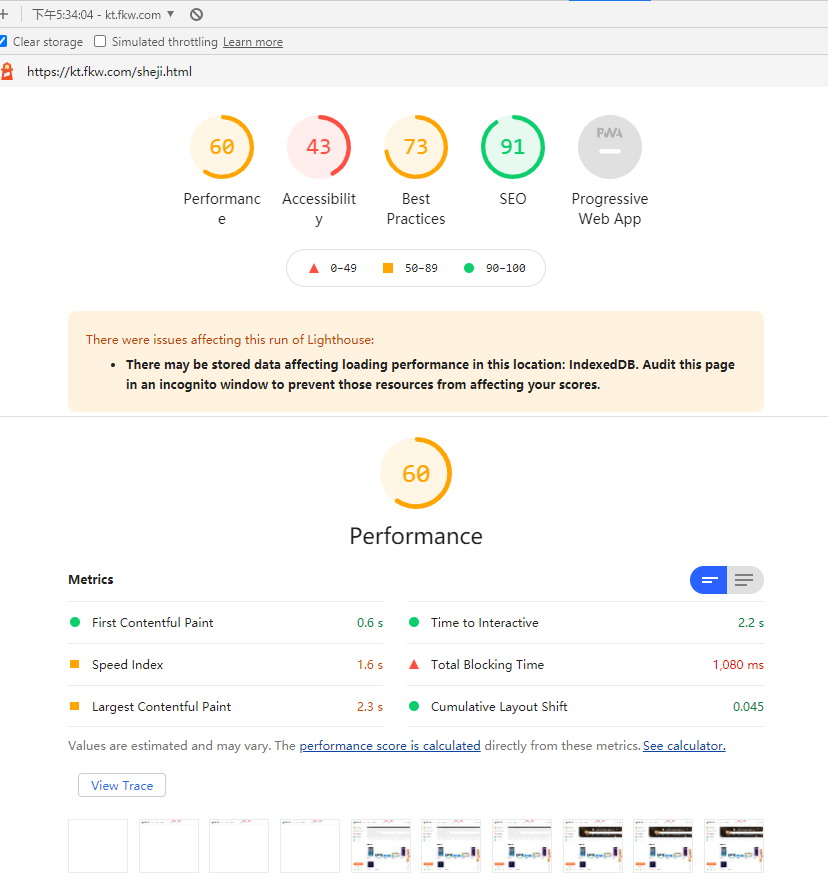 下午5:34:04 - kt.fkw.com
Clear storage Simulated throttling Learn more
https://kt.fkw.com/sheji.html
60 43 73 91 PWA
Performanc Accessibilit Best SEO Progressive
e y Practices Web App
0–49 50–89 90–100
There were issues affecting this run of Lighthouse:
• There may be stored data affecting loading performance in this location: IndexedDB. Audit this page
in an incognito window to prevent those resources from affecting your scores.
60
Performance
Metrics
First Contentful Paint 0.6 s Time to Interactive 2.2 s
Speed Index 1.6 s Total Blocking Time 1,080 ms
Largest Contentful Paint 2.3 s Cumulative Layout Shift 0.045
Values are estimated and may vary. The performance score is calculated directly from these metrics. See calculator.
View Trace